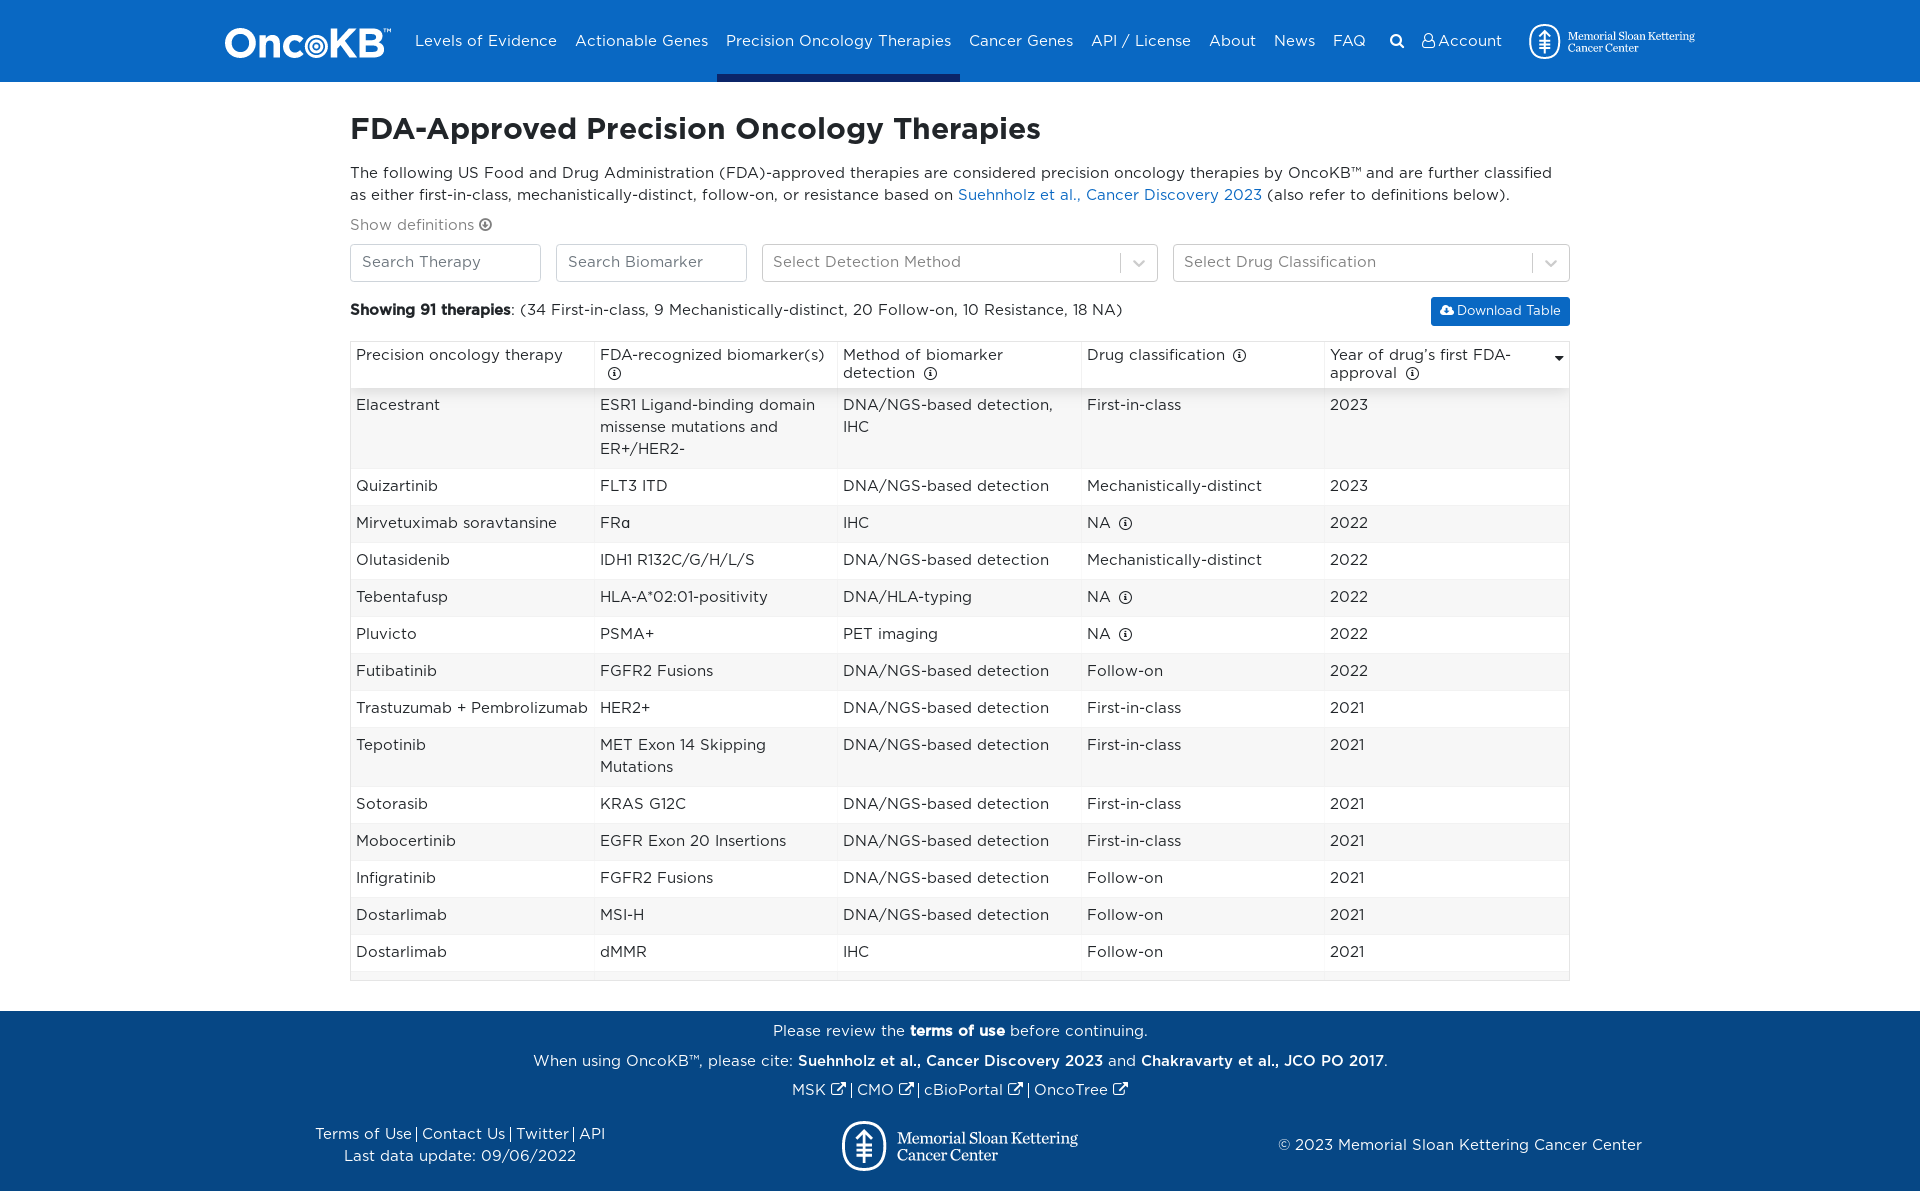 OncoKB™ Levels of Evidence Actionable Genes Precision Oncology Therapies Cancer Genes API / License About News FAQ Account Memorial Sloan Kettering Cancer Center
FDA-Approved Precision Oncology Therapies
The following US Food and Drug Administration (FDA)-approved therapies are considered precision oncology therapies by OncoKB™ and are further classified
as either first-in-class, mechanistically-distinct, follow-on, or resistance based on Suehnholz et al., Cancer Discovery 2023 (also refer to definitions below).
Show definitions
Search Therapy Search Biomarker Select Detection Method Select Drug Classification
Showing 91 therapies: (34 First-in-class, 9 Mechanistically-distinct, 20 Follow-on, 10 Resistance, 18 NA) Download Table
Precision oncology therapy FDA-recognized biomarker(s) Method of biomarker detection Drug classification Year of drug's first FDA-approval
Elacestrant ESR1 Ligand-binding domain missense mutations and ER+/HER2- DNA/NGS-based detection, IHC First-in-class 2023
Quizartinib FLT3 ITD DNA/NGS-based detection Mechanistically-distinct 2023
Mirvetuximab soravtansine FRα IHC NA 2022
Olutasidenib IDH1 R132C/G/H/L/S DNA/NGS-based detection Mechanistically-distinct 2022
Tebentafusp HLA-A*02:01-positivity DNA/HLA-typing NA 2022
Pluvicto PSMA+ PET imaging NA 2022
Futibatinib FGFR2 Fusions DNA/NGS-based detection Follow-on 2022
Trastuzumab + Pembrolizumab HER2+ DNA/NGS-based detection First-in-class 2021
Tepotinib MET Exon 14 Skipping Mutations DNA/NGS-based detection First-in-class 2021
Sotorasib KRAS G12C DNA/NGS-based detection First-in-class 2021
Mobocertinib EGFR Exon 20 Insertions DNA/NGS-based detection First-in-class 2021
Infigratinib FGFR2 Fusions DNA/NGS-based detection Follow-on 2021
Dostarlimab MSI-H DNA/NGS-based detection Follow-on 2021
Dostarlimab dMMR IHC Follow-on 2021
Please review the terms of use before continuing.
When using OncoKB™, please cite: Suehnholz et al., Cancer Discovery 2023 and Chakravarty et al., JCO PO 2017.
MSK | CMO | cBioPortal | OncoTree
Terms of Use | Contact Us | Twitter | API
Last data update: 09/06/2022
Memorial Sloan Kettering
Cancer Center
© 2023 Memorial Sloan Kettering Cancer Center